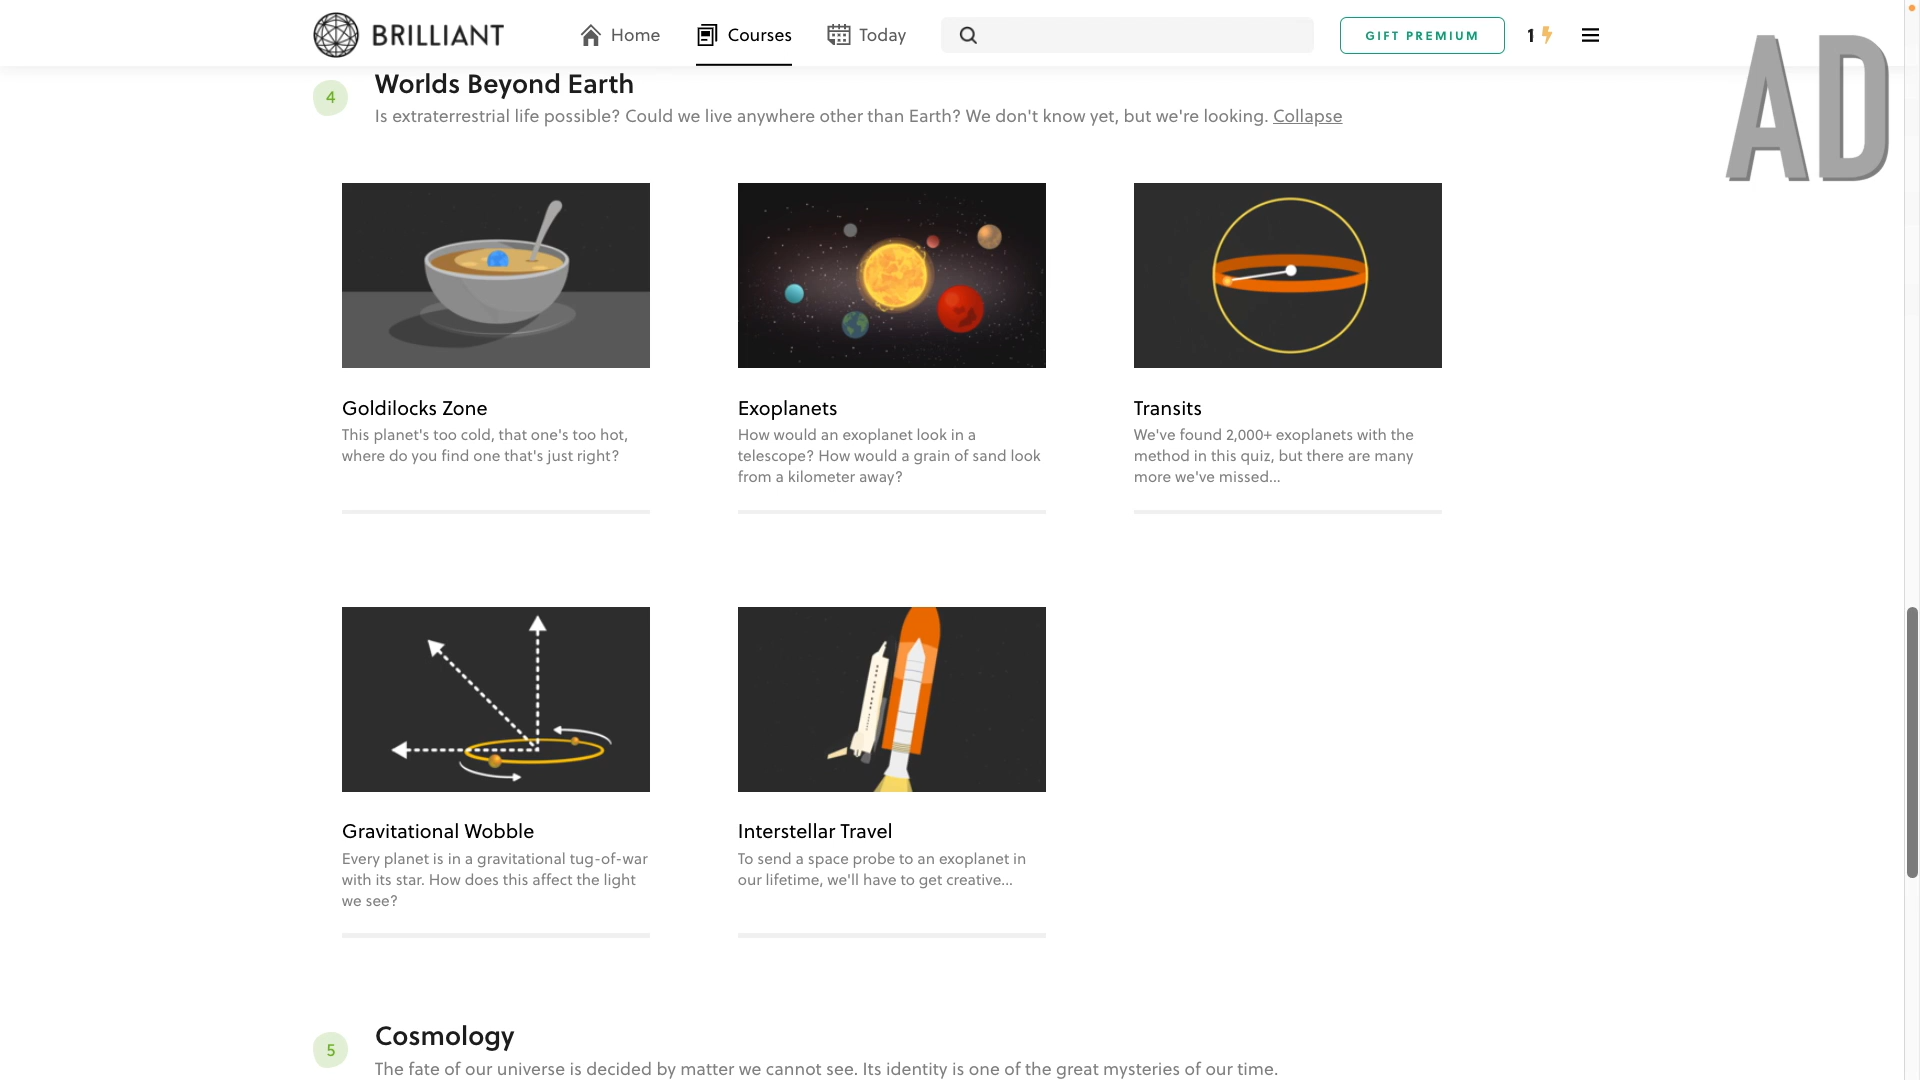 BRILLIANT
Home
Courses
Today
GIFT PREMIUM
1
AD
4
Worlds Beyond Earth
Is extraterrestrial life possible? Could we live anywhere other than Earth? We don't know yet, but we're looking. Collapse
Goldilocks Zone
This planet's too cold, that one's too hot,
where do you find one that's just right?
Exoplanets
How would an exoplanet look in a
telescope? How would a grain of sand look
from a kilometer away?
Transits
We've found 2,000+ exoplanets with the
method in this quiz, but there are many
more we've missed...
Gravitational Wobble
Every planet is in a gravitational tug-of-war
with its star. How does this affect the light
we see?
Interstellar Travel
To send a space probe to an exoplanet in
our lifetime, we'll have to get creative...
5
Cosmology
The fate of our universe is decided by matter we cannot see. Its identity is one of the great mysteries of our time.